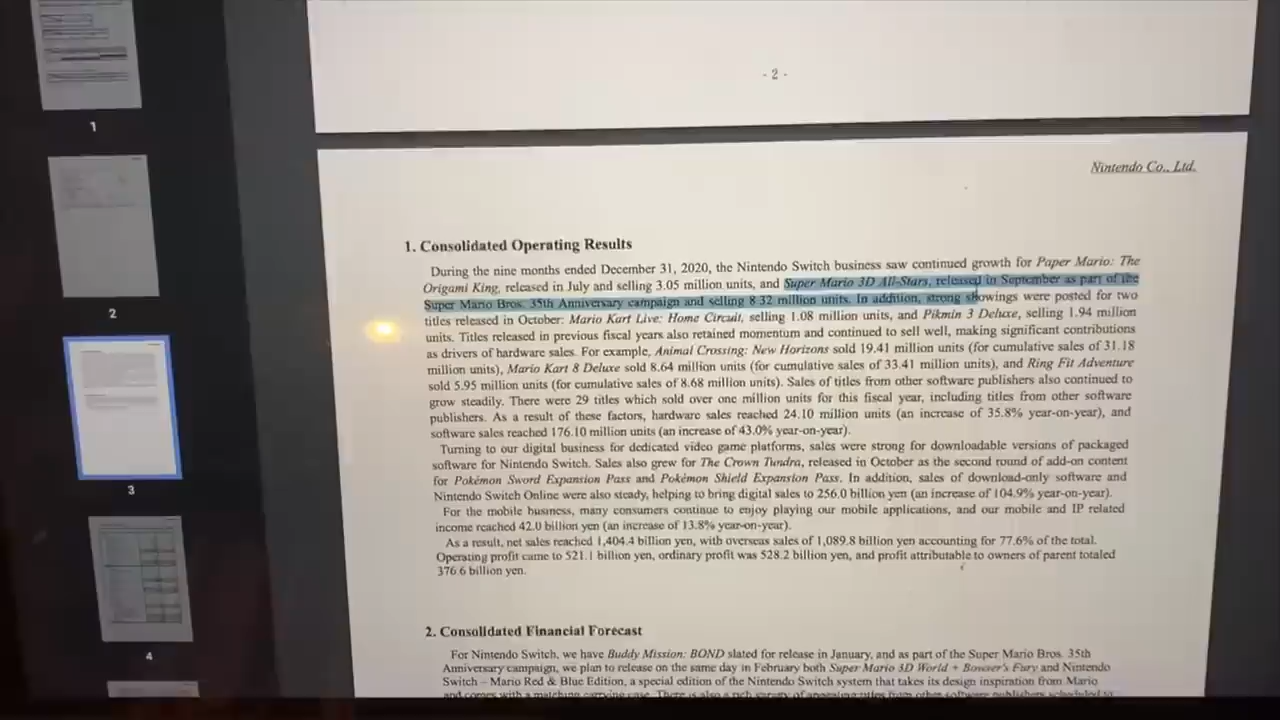 - 2 -
Nintendo Co., Ltd.
1. Consolidated Operating Results
During the nine months ended December 31, 2020, the Nintendo Switch business saw continued growth for Paper Mario: The
Origami King, released in July and selling 3.05 million units, and Super Mario 3D All-Stars, released in September as part of the
Super Mario Bros. 35th Anniversary campaign and selling 8.32 million units. In addition, strong showings were posted for two
titles released in October: Mario Kart Live: Home Circuit, selling 1.08 million units, and Pikmin 3 Deluxe, selling 1.94 million
units. Titles released in previous fiscal years also retained momentum and continued to sell well, making significant contributions
as drivers of hardware sales. For example, Animal Crossing: New Horizons sold 19.41 million units (for cumulative sales of 31.18
million units), Mario Kart 8 Deluxe sold 8.64 million units (for cumulative sales of 33.41 million units), and Ring Fit Adventure
sold 5.95 million units (for cumulative sales of 8.68 million units). Sales of titles from other software publishers also continued to
grow steadily. There were 29 titles which sold over one million units for this fiscal year, including titles from other software
publishers. As a result of these factors, hardware sales reached 24.10 million units (an increase of 35.8% year-on-year), and
software sales reached 176.10 million units (an increase of 43.0% year-on-year).
Turning to our digital business for dedicated video game platforms, sales were strong for downloadable versions of packaged
software for Nintendo Switch. Sales also grew for The Crown Tundra, released in October as the second round of add-on content
for Pokémon Sword Expansion Pass and Pokémon Shield Expansion Pass. In addition, sales of download-only software and
Nintendo Switch Online were also steady, helping to bring digital sales to 256.0 billion yen (an increase of 104.9% year-on-year).
For the mobile business, many consumers continue to enjoy playing our mobile applications, and our mobile and IP related
income reached 42.0 billion yen (an increase of 13.8% year-on-year).
As a result, net sales reached 1,404.4 billion yen, with overseas sales of 1,089.8 billion yen accounting for 77.6% of the total.
Operating profit came to 521.1 billion yen, ordinary profit was 528.2 billion yen, and profit attributable to owners of parent totaled
376.6 billion yen.
2. Consolidated Financial Forecast
For Nintendo Switch, we have Buddy Mission: BOND slated for release in January, and as part of the Super Mario Bros. 35th
Anniversary campaign, we plan to release on the same day in February both Super Mario 3D World + Bowser's Fury and Nintendo
Switch – Mario Red & Blue Edition, a special edition of the Nintendo Switch system that takes its design inspiration from Mario
and comes with a matching carrying case. There is also a rich variety of appealing titles from other software publishers scheduled to
1
2
3
4